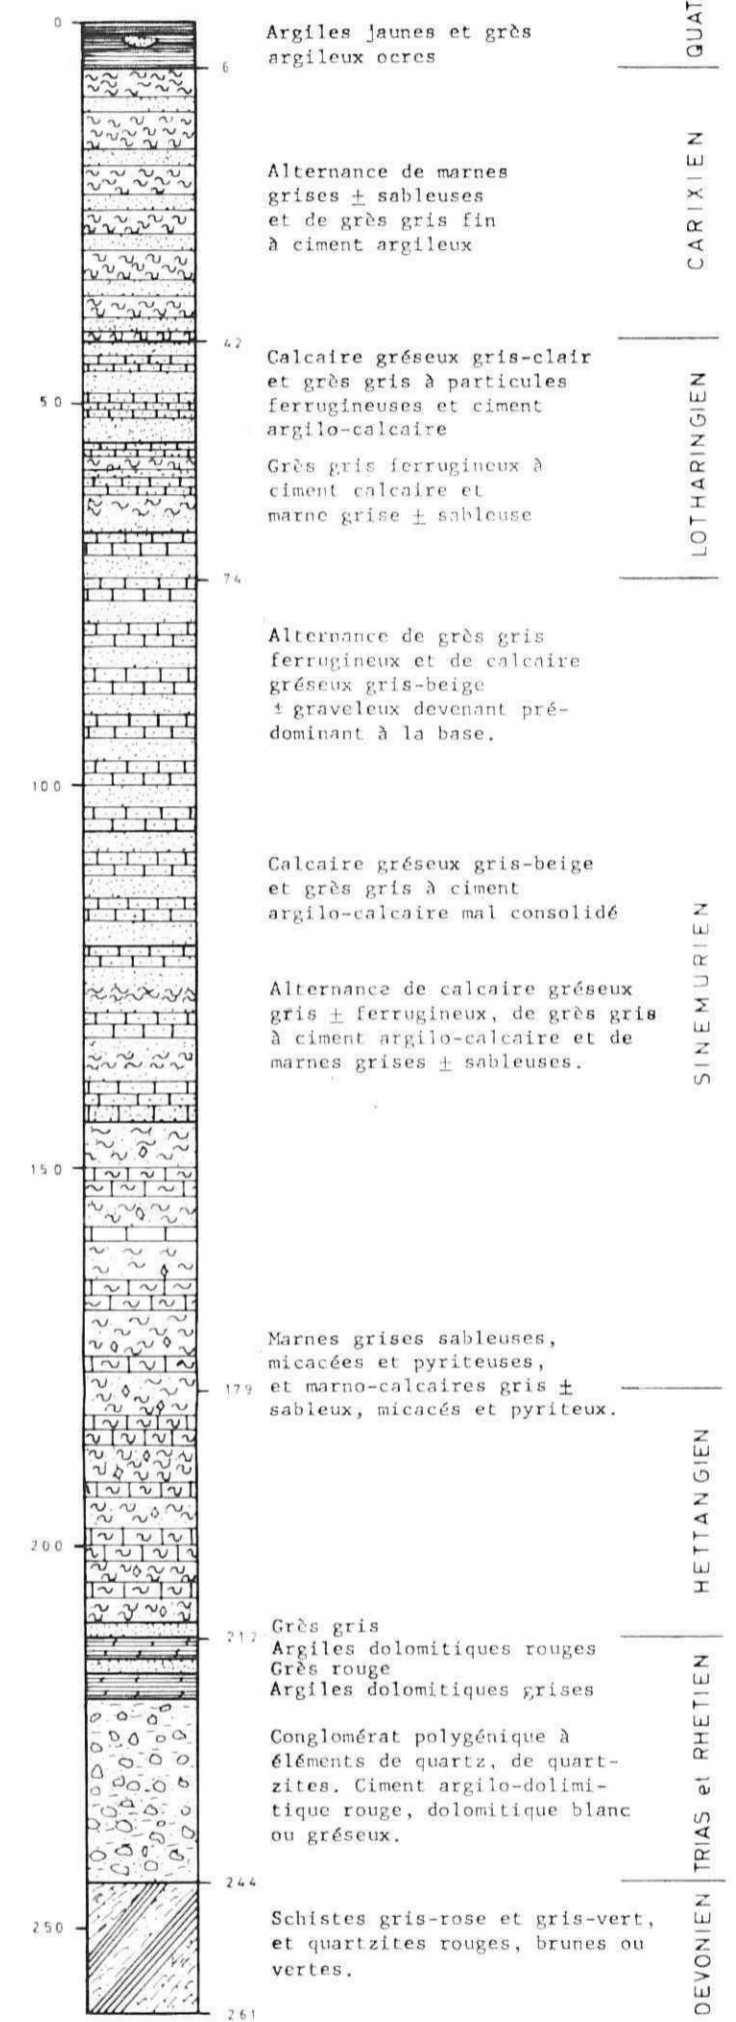 0
Argiles jaunes et grès
argileux ocres
QUAT
6
Alternance de marnes
grises ± sableuses
et de grès gris fin
à ciment argileux
CARIXIEN
42
Calcaire gréseux gris-clair
et grès gris à particules
ferrugineuses et ciment
argilo-calcaire
50
Grès gris ferrugineux à
ciment calcaire et
marne grise ± sableuse
LOTHARINGIEN
74
Alternance de grès gris
ferrugineux et de calcaire
gréseux gris-beige
± graveleux devenant pré-
dominant à la base.
100
Calcaire gréseux gris-beige
et grès gris à ciment
argilo-calcaire mal consolidé
Alternance de calcaire gréseux
gris ± ferrugineux, de grès gris
à ciment argilo-calcaire et de
marnes grises ± sableuses.
SINEMURIEN
150
Marnes grises sableuses,
micacées et pyriteuses,
et marno-calcaires gris ±
sableux, micacés et pyriteux.
179
HETTANGIEN
200
Grès gris
212
Argiles dolomitiques rouges
Grès rouge
Argiles dolomitiques grises
Conglomérat polygénique à
éléments de quartz, de quart-
zites. Ciment argilo-dolimi-
tique rouge, dolomitique blanc
ou gréseux.
TRIAS et RHETIEN
244
250
Schistes gris-rose et gris-vert,
et quartzites rouges, brunes ou
vertes.
DEVONIEN
261